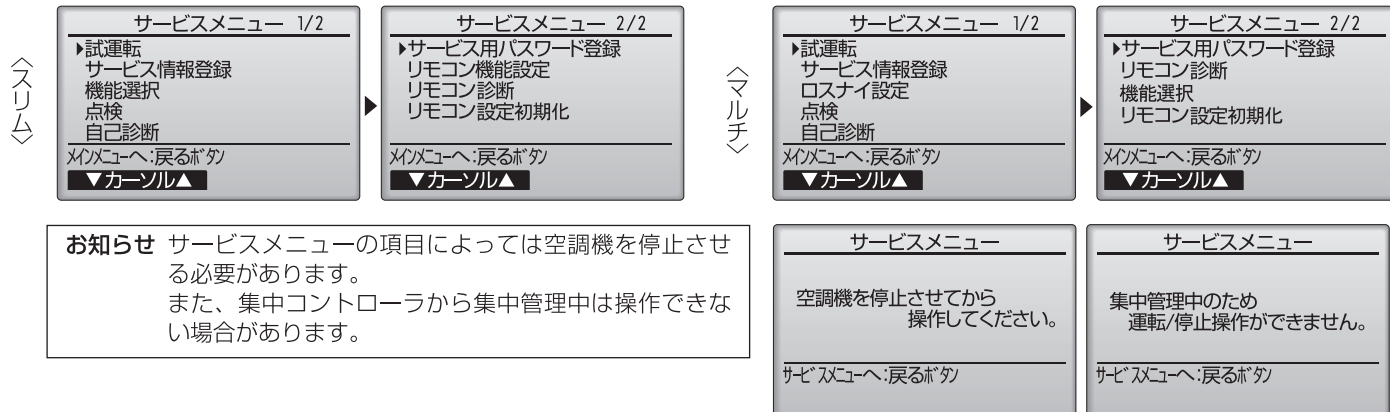 〈スリム〉
サービスメニュー 1/2
試運転
サービス情報登録
機能選択
点検
自己診断
メインメニューへ:戻るボタン
▼カーソル▲
サービスメニュー 2/2
サービス用パスワード登録
リモコン機能設定
リモコン診断
リモコン設定初期化
メインメニューへ:戻るボタン
▼カーソル▲
〈マルチ〉
サービスメニュー 1/2
試運転
サービス情報登録
ロスナイ設定
点検
自己診断
メインメニューへ:戻るボタン
▼カーソル▲
サービスメニュー 2/2
サービス用パスワード登録
リモコン診断
機能選択
リモコン設定初期化
メインメニューへ:戻るボタン
▼カーソル▲
お知らせ サービスメニューの項目によっては空調機を停止させ
る必要があります。
また、集中コントローラから集中管理中は操作できな
い場合があります。
サービスメニュー
空調機を停止させてから
操作してください。
サービスメニューへ:戻るボタン
サービスメニュー
集中管理中のため
運転/停止操作ができません。
サービスメニューへ:戻るボタン